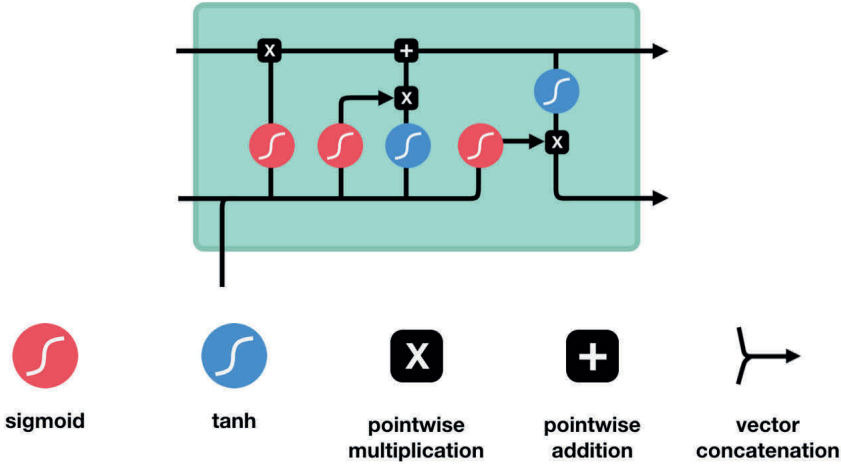 X
+
X
X
X
+
sigmoid
tanh
pointwise
multiplication
pointwise
addition
vector
concatenation